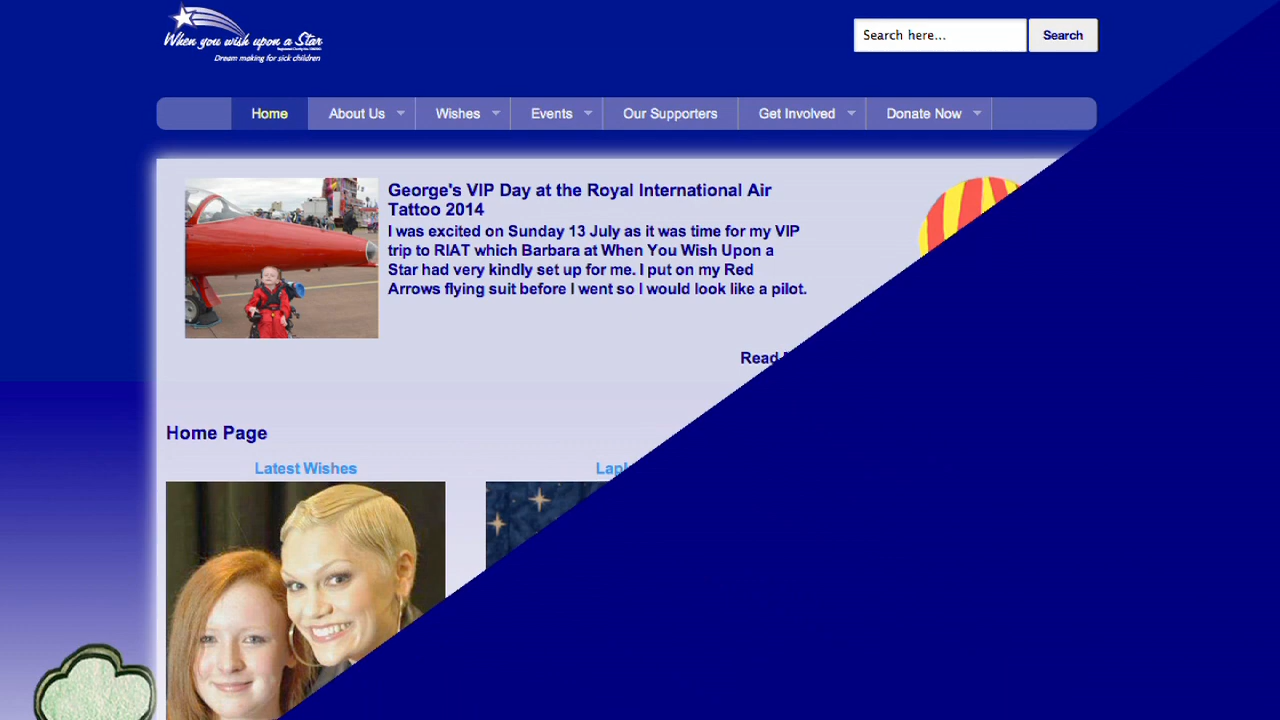 When you wish upon a Star
Dream making for sick children
Search here...
Search
Home
About Us
Wishes
Events
Our Supporters
Get Involved
Donate Now
George's VIP Day at the Royal International Air
Tattoo 2014
I was excited on Sunday 13 July as it was time for my VIP
trip to RIAT which Barbara at When You Wish Upon a
Star had very kindly set up for me. I put on my Red
Arrows flying suit before I went so I would look like a pilot.
Read
Home Page
Latest Wishes